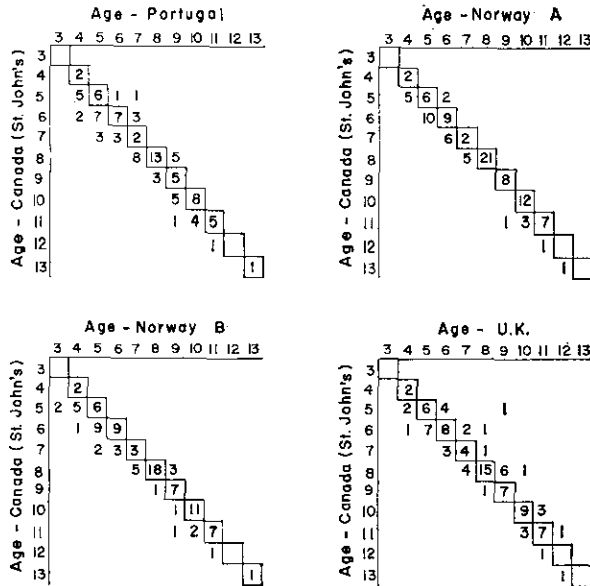 Age - Portugal
3 4 5 6 7 8 9 10 11 12 13
Age - Canada (St. John's)
3
4 2
5 5 6 1 1
6 2 7 7 3
7 3 3 2
8 8 13 5
9 3 5
10 5 8
11 1 4 5
12 1
13 1
Age - Norway A
3 4 5 6 7 8 9 10 11 12 13
Age - Canada (St. John's)
3
4 2
5 5 6 2
6 10 9
7 6 2
8 5 21
9 8
10 12
11 1 3 7
12 1
13 1
Age - Norway B
3 4 5 6 7 8 9 10 11 12 13
Age - Canada (St. John's)
3
4 2
5 2 5 6
6 1 9 9
7 2 3 3
8 5 18 3
9 1 7
10 1 11
11 1 2 7
12 1
13 1
Age - U.K.
3 4 5 6 7 8 9 10 11 12 13
Age - Canada (St. John's)
3
4 2
5 2 6 4 1
6 1 7 8 2 1
7 3 4 1
8 4 15 6 1
9 1 7
10 9 3
11 3 7 1
12
13 1